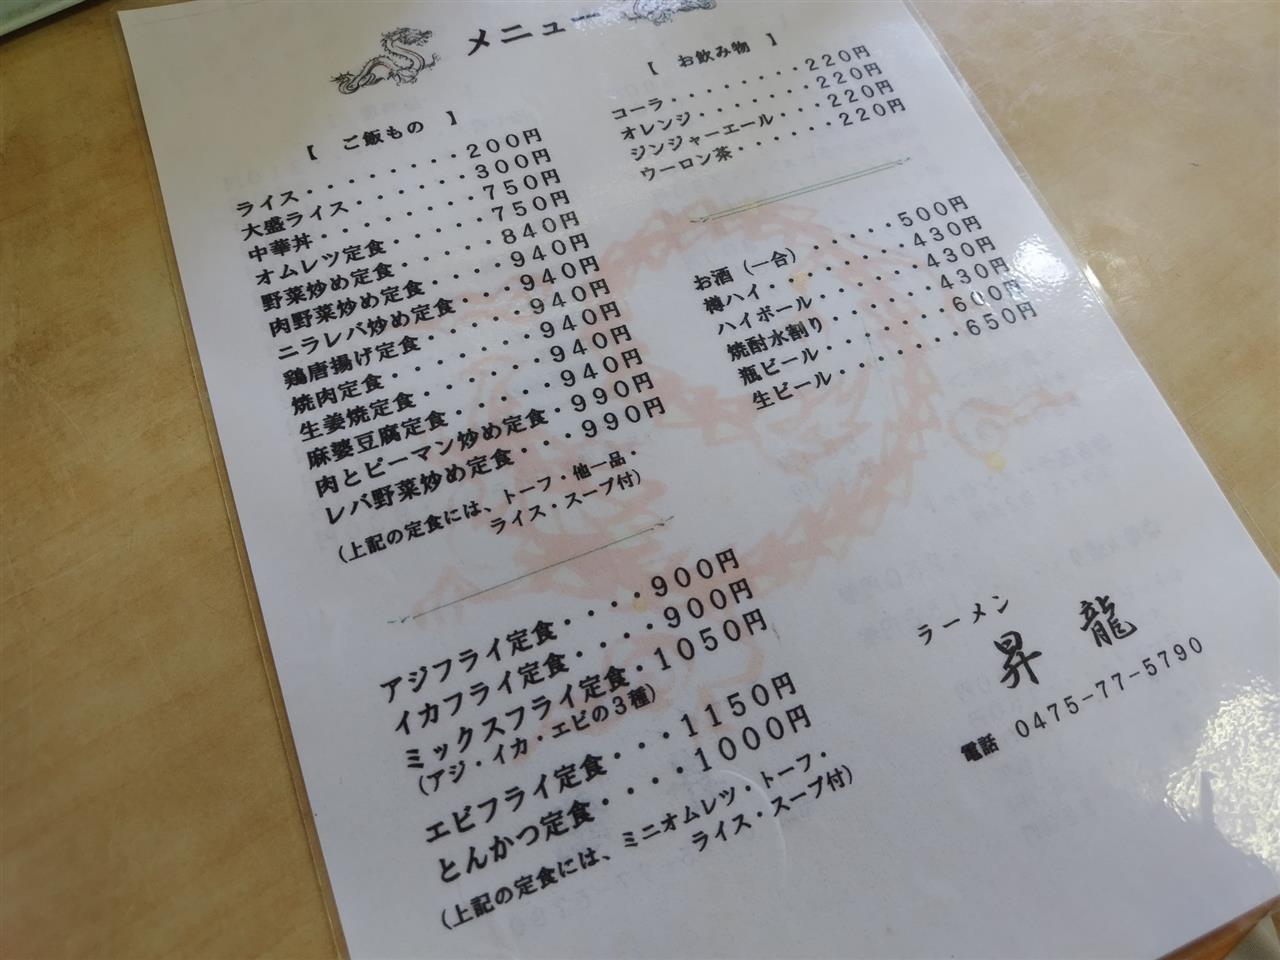 メニュー
【 ご飯もの 】
ライス・・・・・・・・200円
大盛ライス・・・・・・300円
中華丼・・・・・・・・750円
オムレツ定食・・・・・750円
野菜炒め定食・・・・・840円
肉野菜炒め定食・・・・940円
ニラレバ炒め定食・・・940円
鶏唐揚げ定食・・・・・940円
焼肉定食・・・・・・・940円
生姜焼定食・・・・・・940円
麻婆豆腐定食・・・・・940円
肉とピーマン炒め定食・990円
レバ野菜炒め定食・・・990円
(上記の定食には、トーフ・他一品・
ライス・スープ付)
アジフライ定食・・・・900円
イカフライ定食・・・・900円
ミックスフライ定食・1050円
(アジ・イカ・エビの3種)
エビフライ定食・・・1150円
とんかつ定食・・・・1000円
(上記の定食には、ミニオムレツ・トーフ・
ライス・スープ付)
【 お飲み物 】
コーラ・・・・・・・・220円
オレンジ・・・・・・・220円
ジンジャーエール・・・220円
ウーロン茶・・・・・・220円
お酒(一合)・・・・・500円
樽ハイ・・・・・・・・430円
ハイボール・・・・・・430円
焼酎水割り・・・・・・430円
瓶ビール・・・・・・・600円
生ビール・・・・・・・650円
ラーメン
昇龍
電話 0475-77-5790